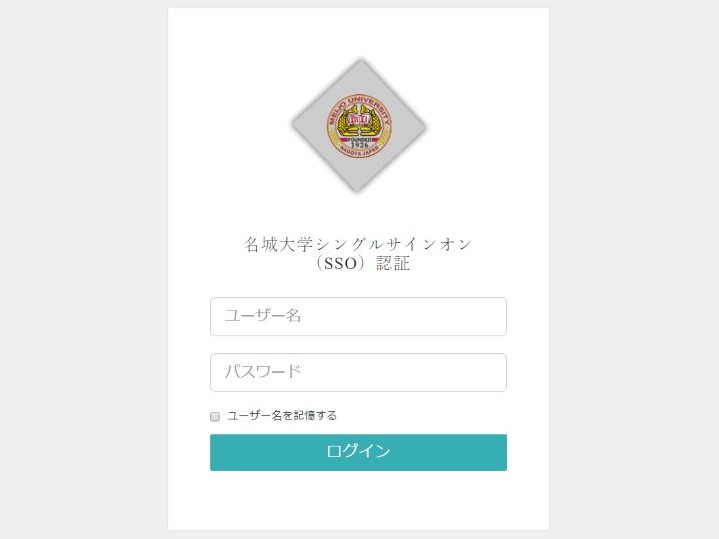 MEIJO UNIVERSITY
FOUNDED
1926
NAGOYA JAPAN
名城大学シングルサインオン
（SSO）認証
ユーザー名
パスワード
ユーザー名を記憶する
ログイン